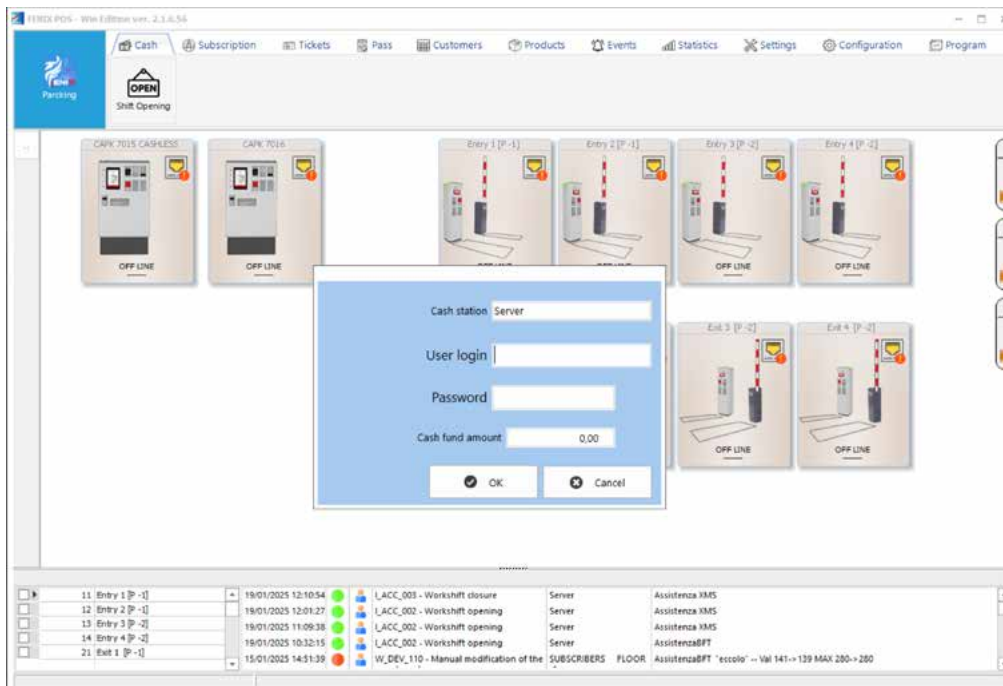 FENIX POS - Win Edition ver. 2.1.6.56
Cash Subscription Tickets Pass Customers Products Events Statistics Settings Configuration Program
Parcking
OPEN
Shift Opening
CAPK 7015 CASHLESS CAPK 7016 Entry 1 [P -1] Entry 2 [P -1] Entry 3 [P -2] Entry 4 [P -2]
OFF LINE OFF LINE OFF LINE OFF LINE
Cash station Server
User login
Password
Cash fund amount 0,00
OK Cancel
Exit 3 [P -2] Exit 4 [P -2]
OFF LINE OFF LINE
11 Entry 1 [P -1] 19/01/2025 12:10:54 I_ACC_003 - Workshift closure Server Assistenza XMS
12 Entry 2 [P -1] 19/01/2025 12:01:27 I_ACC_002 - Workshift opening Server Assistenza XMS
13 Entry 3 [P -2] 19/01/2025 11:09:38 I_ACC_002 - Workshift opening Server Assistenza XMS
14 Entry 4 [P -2] 19/01/2025 10:32:15 I_ACC_002 - Workshift opening Server AssistenzaBFT
21 Exit 1 [P -1] 15/01/2025 14:51:39 W_DEV_110 - Manual modification of the SUBSCRIBERS FLOOR AssistenzaBFT "eccolo" -- Val 141->139 MAX 280->280